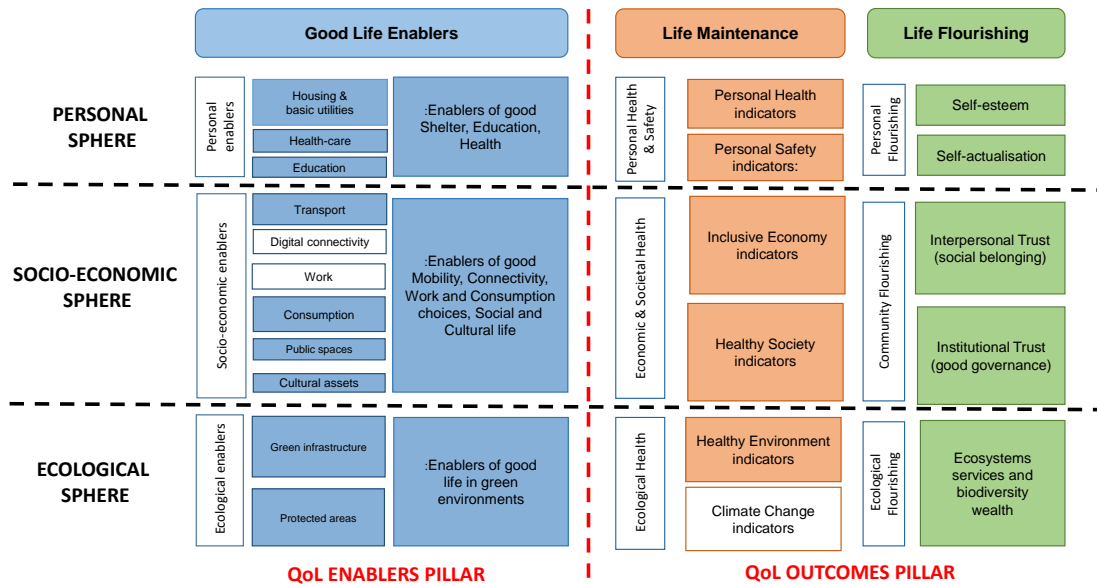 Good Life Enablers
Life Maintenance
Life Flourishing
PERSONAL
SPHERE
Personal
enablers
Housing &
basic utilities
Health-care
Education
:Enablers of good
Shelter, Education,
Health
Personal Health
& Safety
Personal Health
indicators
Personal Safety
indicators:
Personal
Flourishing
Self-esteem
Self-actualisation
SOCIO-ECONOMIC
SPHERE
Socio-economic enablers
Transport
Digital connectivity
Work
Consumption
Public spaces
Cultural assets
:Enablers of good
Mobility, Connectivity,
Work and Consumption
choices, Social and
Cultural life
Economic & Societal Health
Inclusive Economy
indicators
Healthy Society
indicators
Community Flourishing
Interpersonal Trust
(social belonging)
Institutional Trust
(good governance)
ECOLOGICAL
SPHERE
Ecological enablers
Green infrastructure
Protected areas
:Enablers of good
life in green
environments
Ecological Health
Healthy Environment
indicators
Climate Change
indicators
Ecological
Flourishing
Ecosystems
services and
biodiversity
wealth
QoL ENABLERS PILLAR
QoL OUTCOMES PILLAR